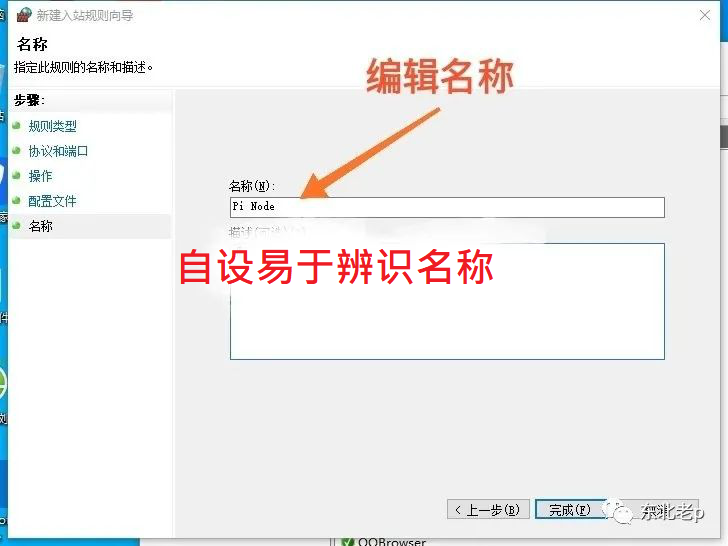 新建入站规则向导
名称
指定此规则的名称和描述。
编辑名称
步骤:
规则类型
协议和端口
操作
配置文件
名称
名称(N):
Pi Node
描述(可选)(D):
自设易于辨识名称
< 上一步(B)
完成(F)
取消
东北老p
QQBrowser